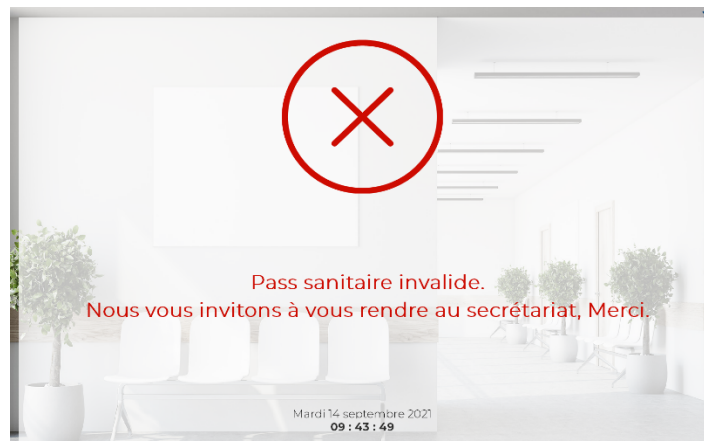 Pass sanitaire invalide.
Nous vous invitons à vous rendre au secrétariat, Merci.
Mardi 14 septembre 2021
09 : 43 : 49